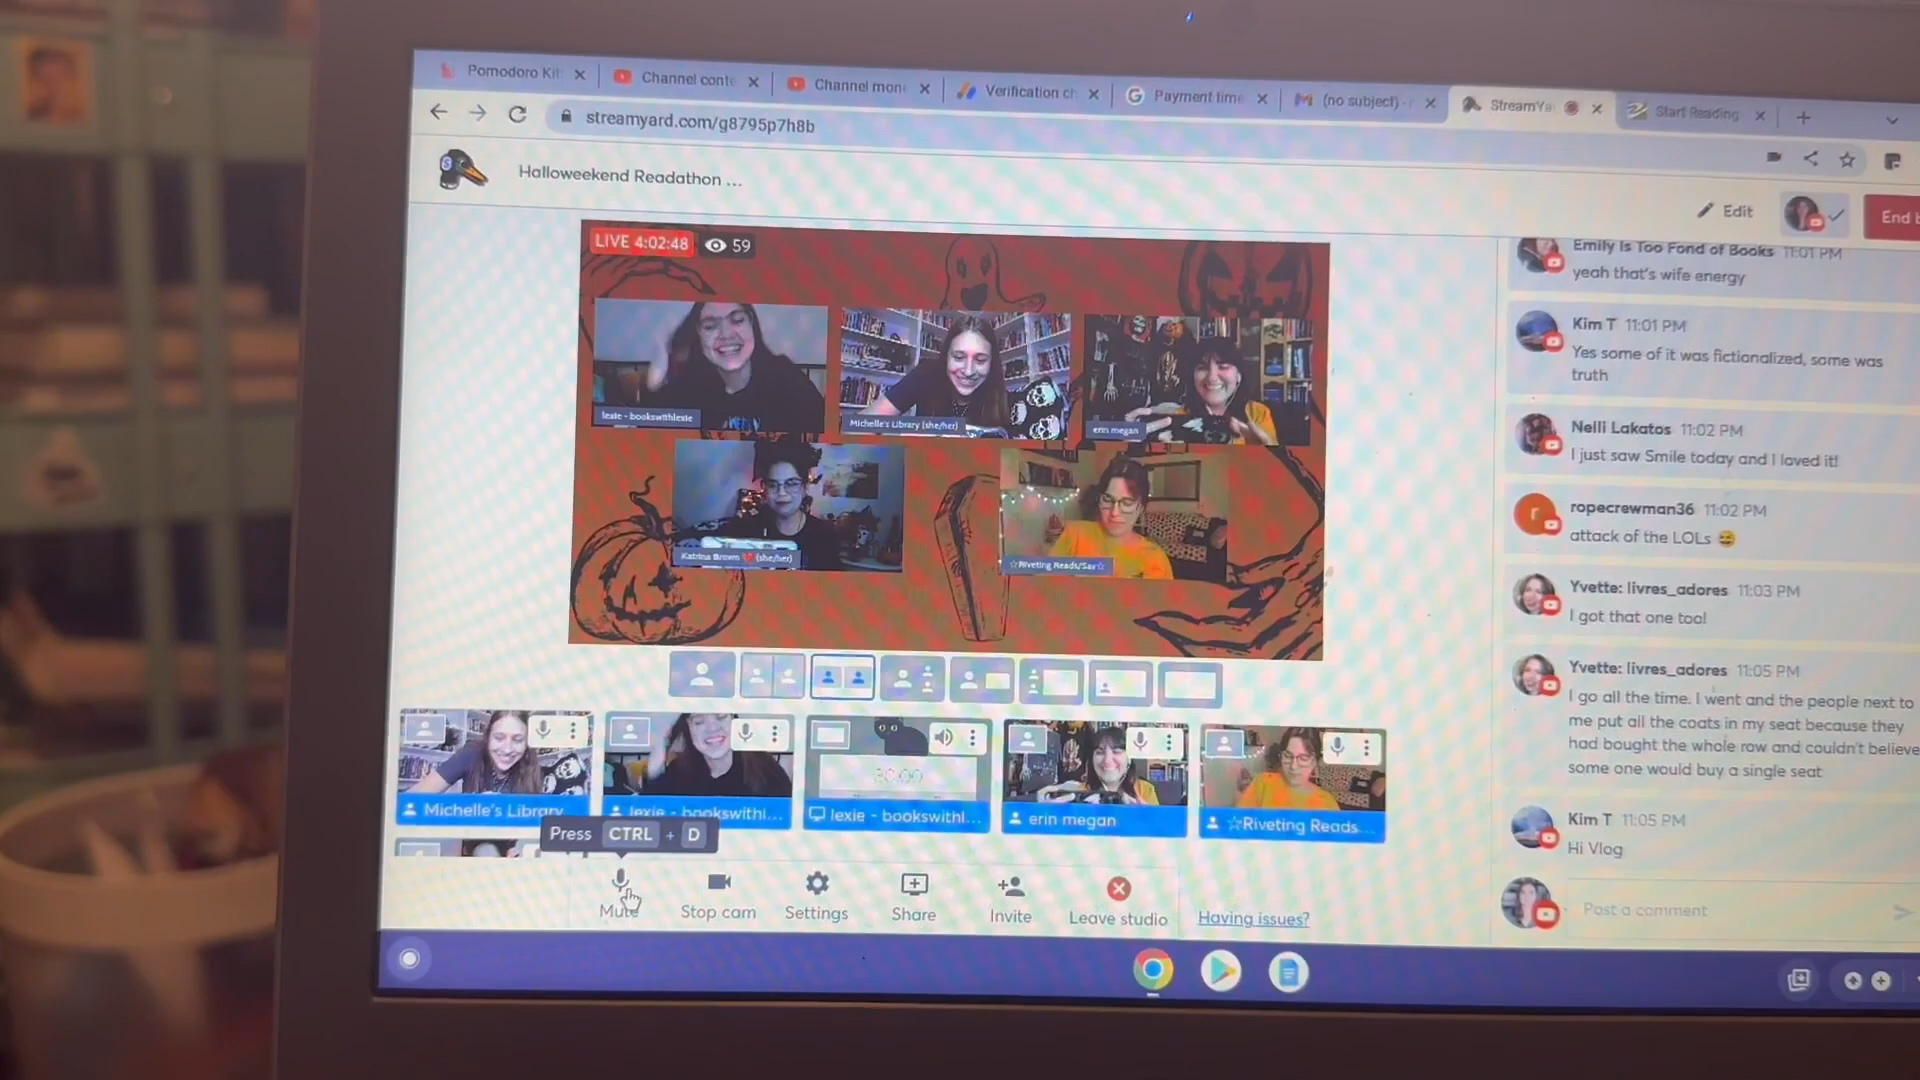 Pomodoro Kit
Channel conte
Channel mone
Verification ch
Payment time
(no subject) -
StreamYa
Start Reading
streamyard.com/g8795p7h8b
Halloweekend Readathon ...
Edit
End b
LIVE 4:02:48
59
lexie - bookswithlexie
Michelle's Library (she/her)
erin megan
Katrina Brown ❤️ (she/her)
☆Riveting Reads/Sav☆
30:00
Michelle's Library
lexie - bookswithl...
lexie - bookswithl...
erin megan
☆Riveting Reads...
Press CTRL + D
Mute
Stop cam
Settings
Share
Invite
Leave studio
Having issues?
Emily Is Too Fond of Books 11:01 PM
yeah that's wife energy
Kim T 11:01 PM
Yes some of it was fictionalized, some was
truth
Nelli Lakatos 11:02 PM
I just saw Smile today and I loved it!
r
ropecrewman36 11:02 PM
attack of the LOLs 😅
Yvette: livres_adores 11:03 PM
I got that one too!
Yvette: livres_adores 11:05 PM
I go all the time. I went and the people next to
me put all the coats in my seat because they
had bought the whole row and couldn't believe
some one would buy a single seat
Kim T 11:05 PM
Hi Vlog
Post a comment